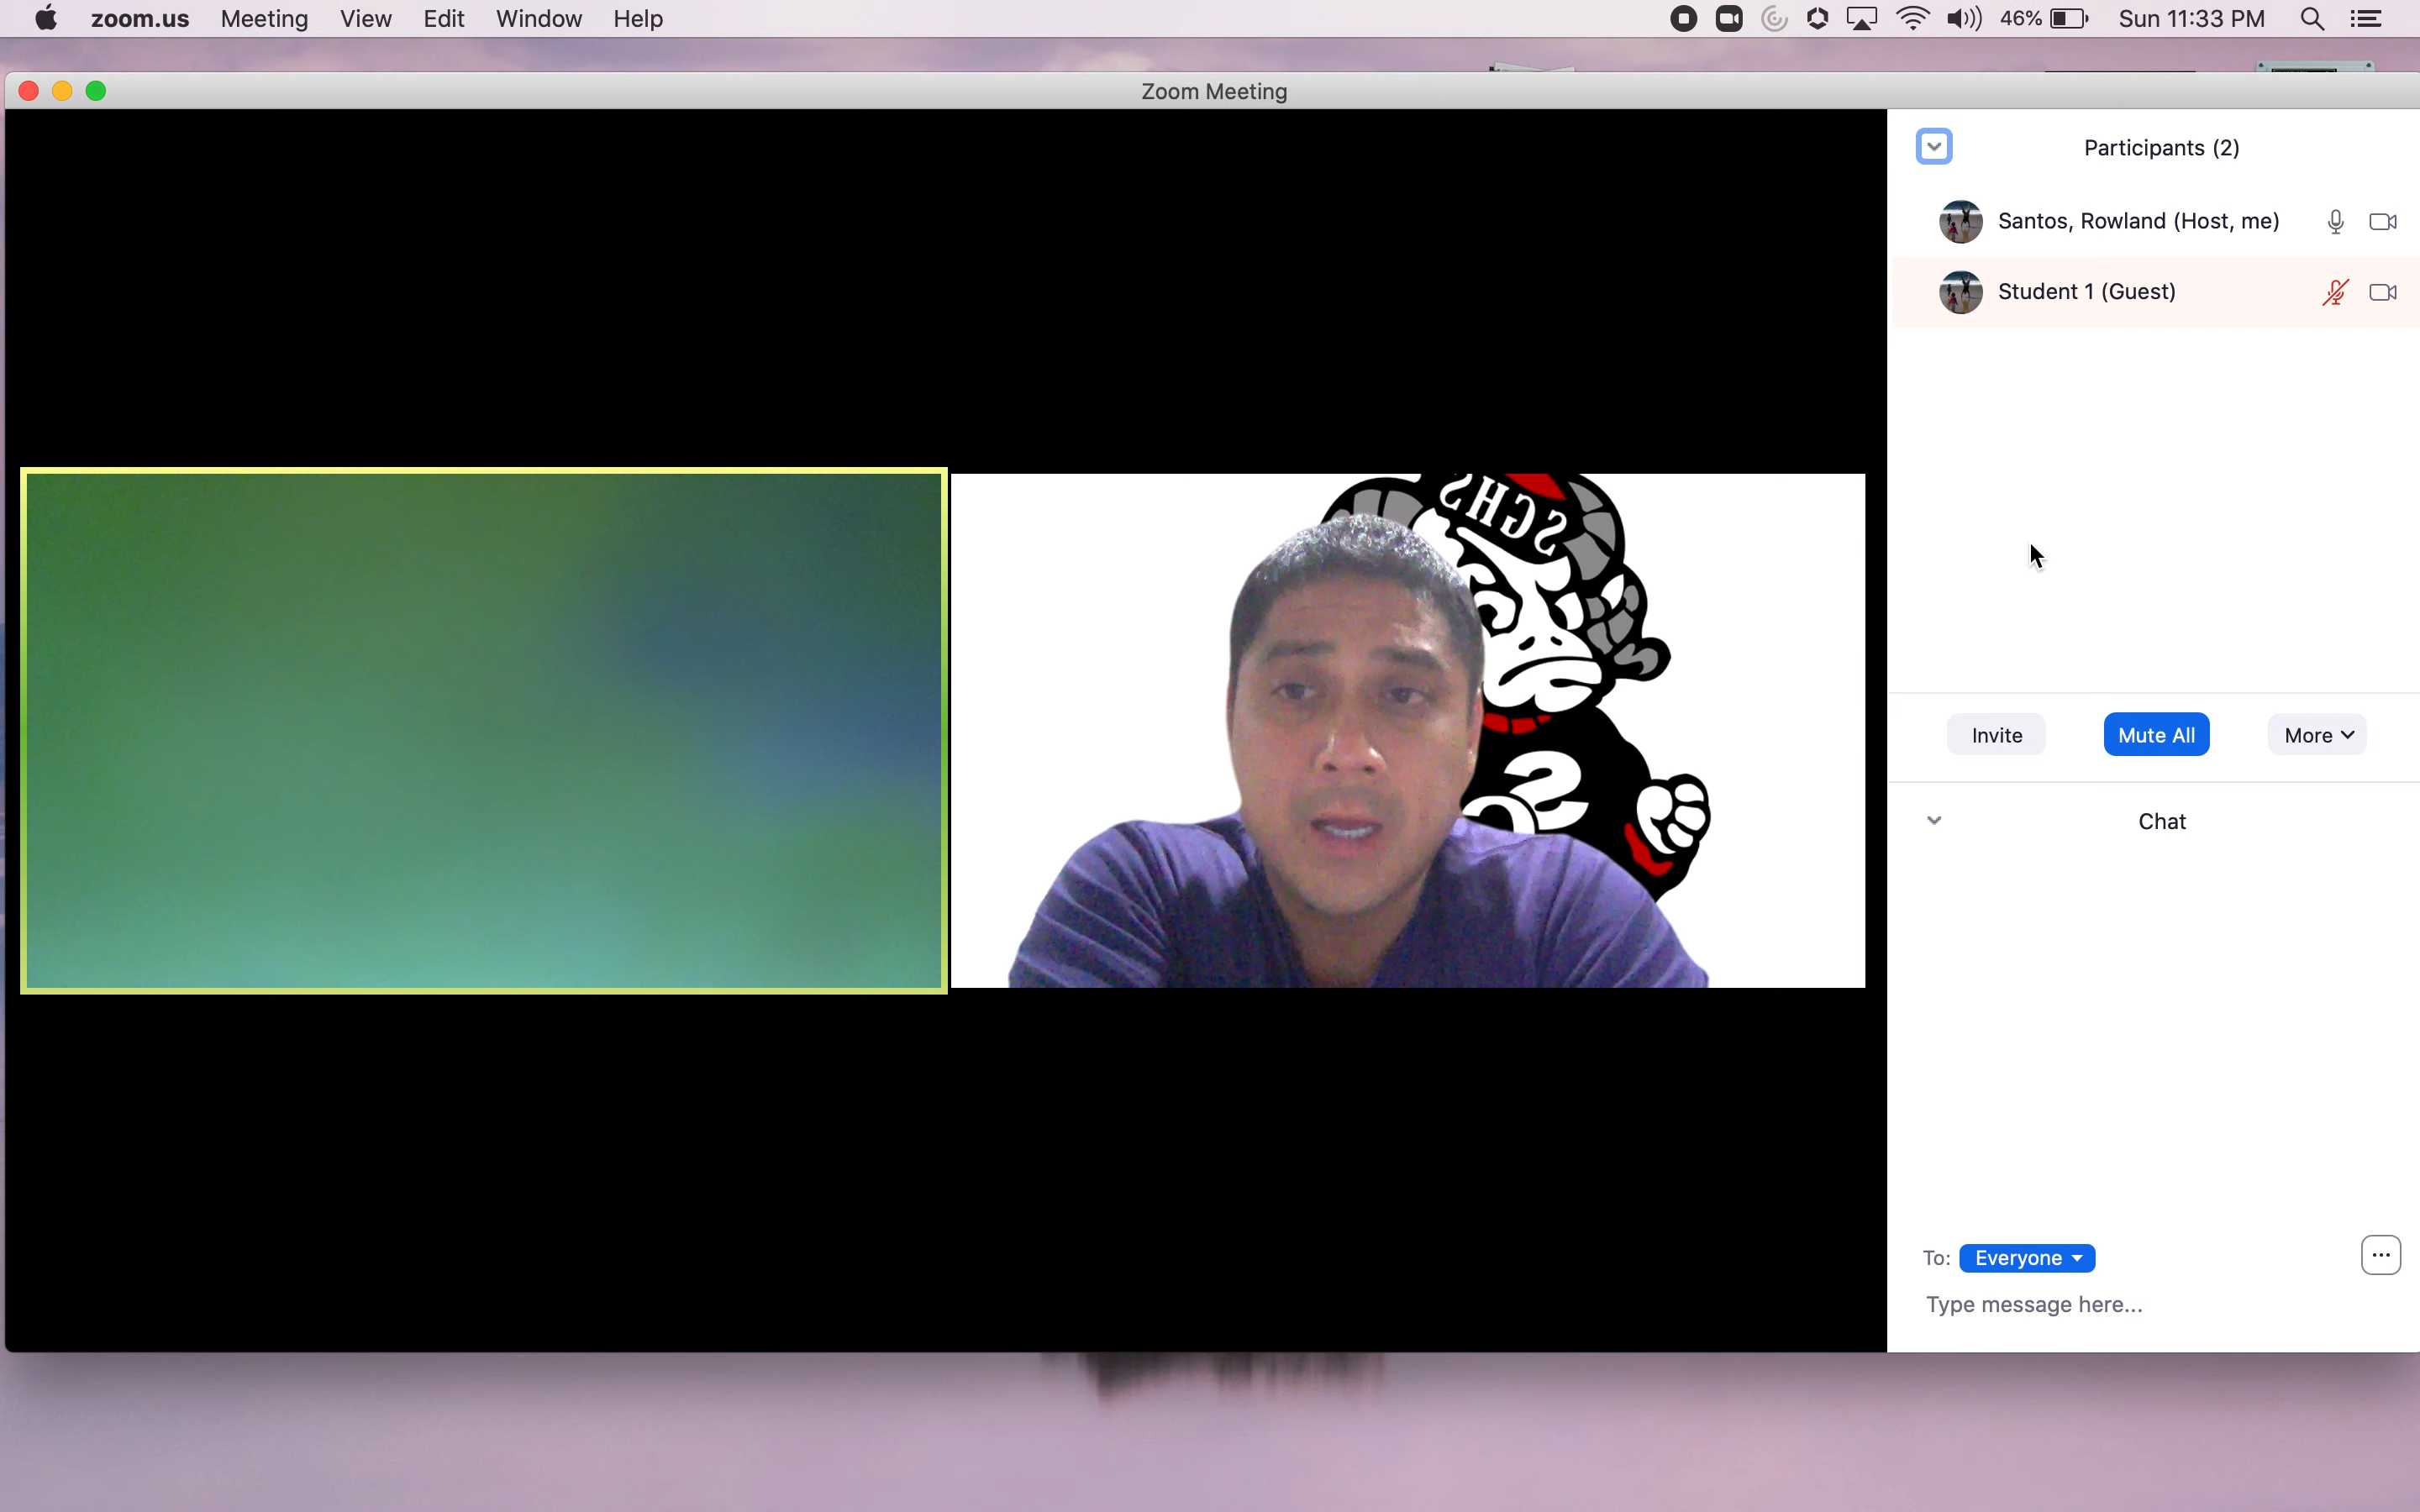 zoom.us Meeting View Edit Window Help 46% Sun 11:33 PM
Zoom Meeting
Participants (2)
Santos, Rowland (Host, me)
Student 1 (Guest)
SGHS
Invite Mute All More
Chat
To: Everyone
Type message here...